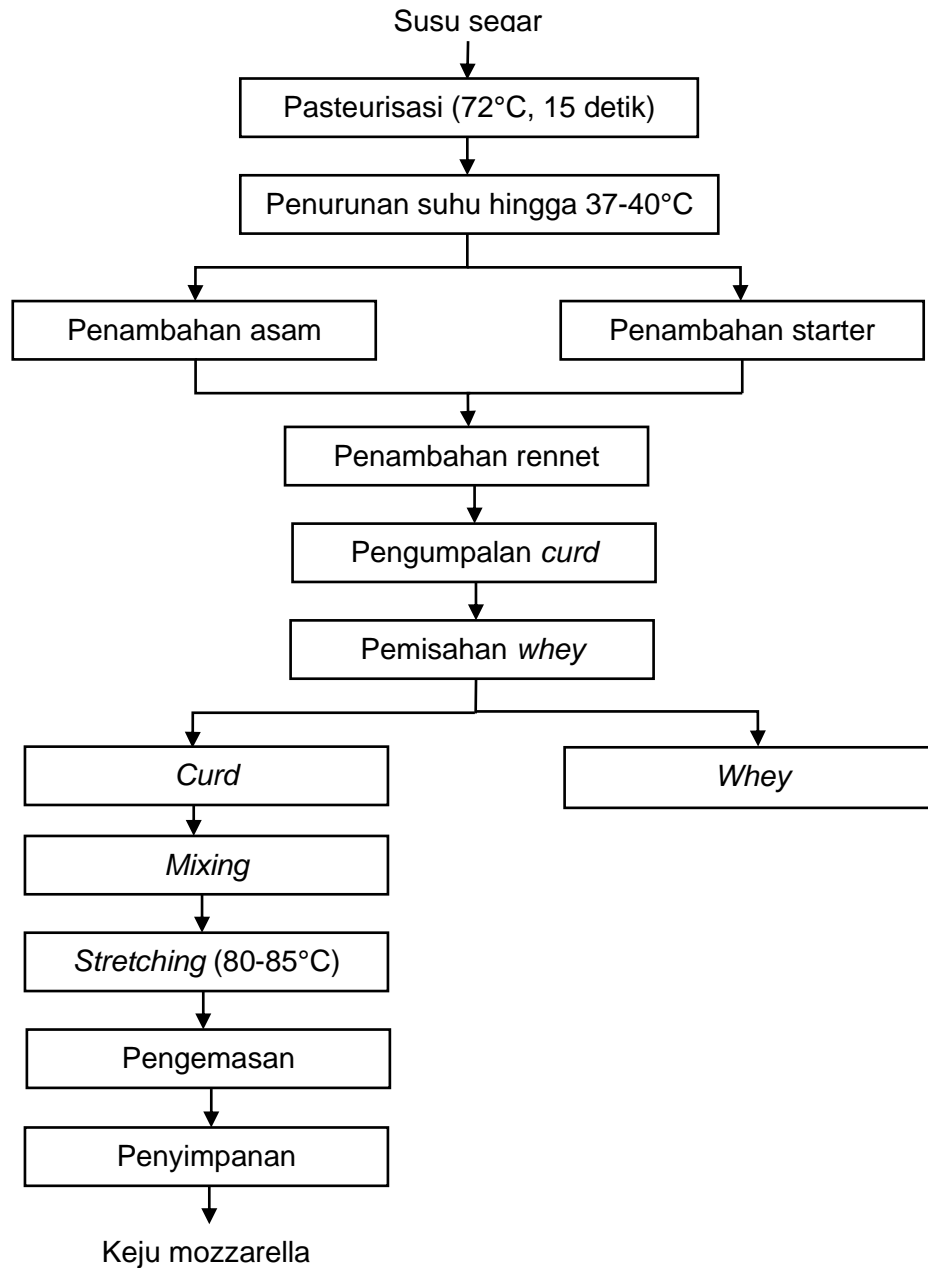 Susu segar
Pasteurisasi (72°C, 15 detik)
Penurunan suhu hingga 37-40°C
Penambahan asam
Penambahan starter
Penambahan rennet
Pengumpalan curd
Pemisahan whey
Curd
Whey
Mixing
Stretching (80-85°C)
Pengemasan
Penyimpanan
Keju mozzarella